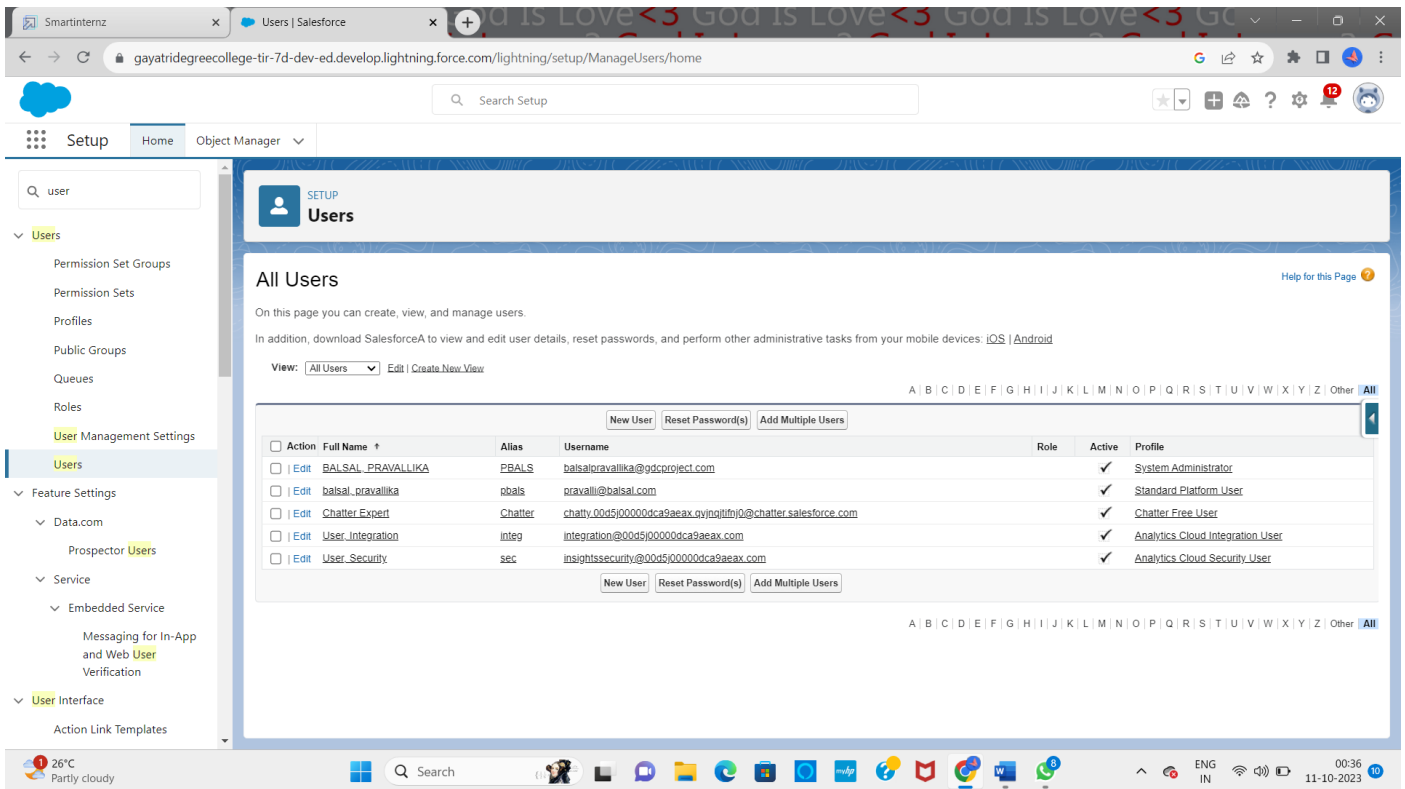 Smartinternz
Users | Salesforce
God Is Love<3 God Is Love<3 God Is Love<3 G
gayatridegreecollege-tir-7d-dev-ed.develop.lightning.force.com/lightning/setup/ManageUsers/home
Search Setup
12
Setup Home Object Manager
user
Users
Permission Set Groups
Permission Sets
Profiles
Public Groups
Queues
Roles
User Management Settings
Users
Feature Settings
Data.com
Prospector Users
Service
Embedded Service
Messaging for In-App
and Web User
Verification
User Interface
Action Link Templates
SETUP
Users
All Users
Help for this Page ?
On this page you can create, view, and manage users.
In addition, download SalesforceA to view and edit user details, reset passwords, and perform other administrative tasks from your mobile devices: iOS | Android
View: All Users Edit | Create New View
A | B | C | D | E | F | G | H | I | J | K | L | M | N | O | P | Q | R | S | T | U | V | W | X | Y | Z | Other All
New User Reset Password(s) Add Multiple Users
Action Full Name ↑ Alias Username Role Active Profile
| Edit BALSAL, PRAVALLIKA PBALS balsalpravallika@gdcproject.com ✓ System Administrator
| Edit balsal, pravallika pbals pravalli@balsal.com ✓ Standard Platform User
| Edit Chatter Expert Chatter chatty.00d5j00000dca9aeax.qvjnqjtifnj0@chatter.salesforce.com ✓ Chatter Free User
| Edit User, Integration integ integration@00d5j00000dca9aeax.com ✓ Analytics Cloud Integration User
| Edit User, Security sec insightssecurity@00d5j00000dca9aeax.com ✓ Analytics Cloud Security User
New User Reset Password(s) Add Multiple Users
A | B | C | D | E | F | G | H | I | J | K | L | M | N | O | P | Q | R | S | T | U | V | W | X | Y | Z | Other All
1 26°C
Partly cloudy
Search
myhp
8
ENG
IN
00:36
11-10-2023
10